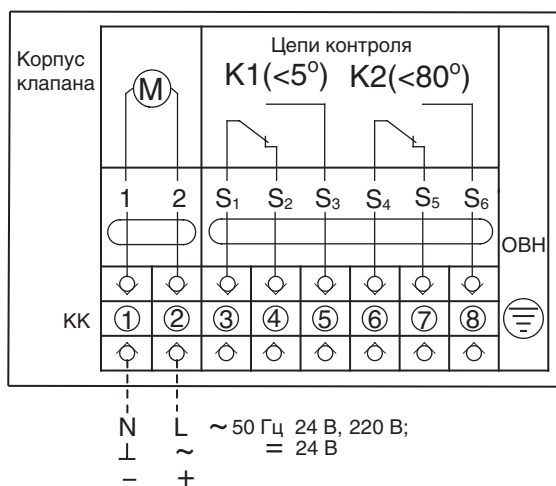 Корпус клапана
M
Цепи контроля
K1(<5°) K2(<80°)
1 2 S₁ S₂ S₃ S₄ S₅ S₆
ОВН
КК ① ② ③ ④ ⑤ ⑥ ⑦ ⑧
N L ~ 50 Гц 24 В, 220 В;
⊥ ~ = 24 В
− +